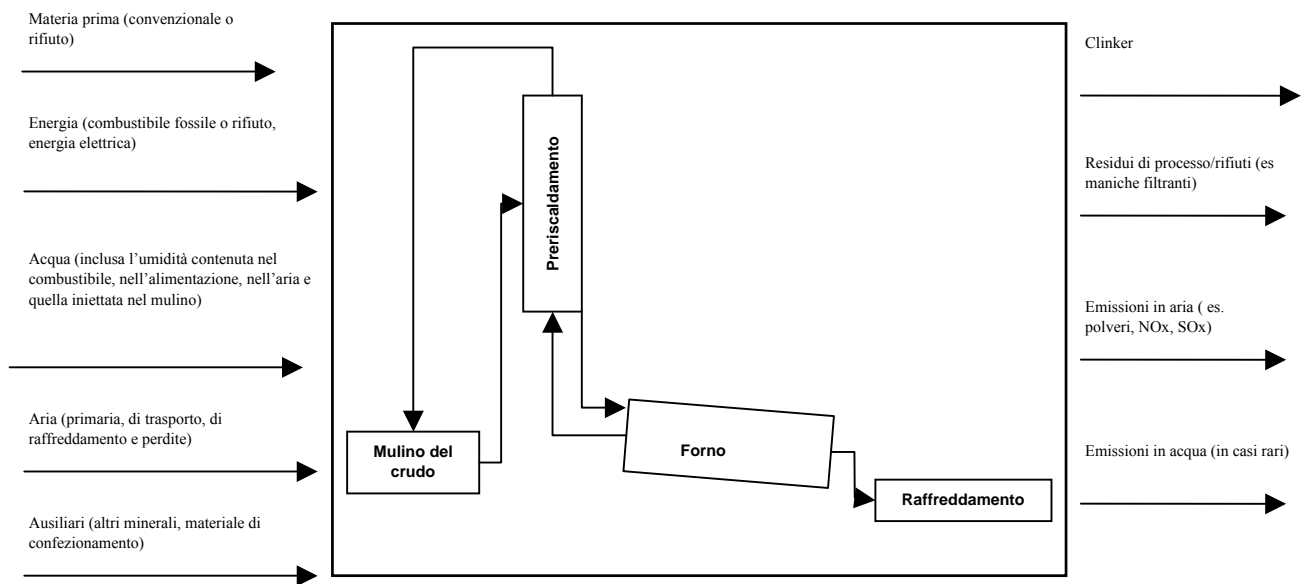 Materia prima (convenzionale o
rifiuto)
Energia (combustibile fossile o rifiuto,
energia elettrica)
Acqua (inclusa l'umidità contenuta nel
combustibile, nell'alimentazione, nell'aria e
quella iniettata nel mulino)
Aria (primaria, di trasporto, di
raffreddamento e perdite)
Ausiliari (altri minerali, materiale di
confezionamento)
Preriscaldamento
Mulino del
crudo
Forno
Raffreddamento
Clinker
Residui di processo/rifiuti (es
maniche filtranti)
Emissioni in aria ( es.
polveri, NOx, SOx)
Emissioni in acqua (in casi rari)